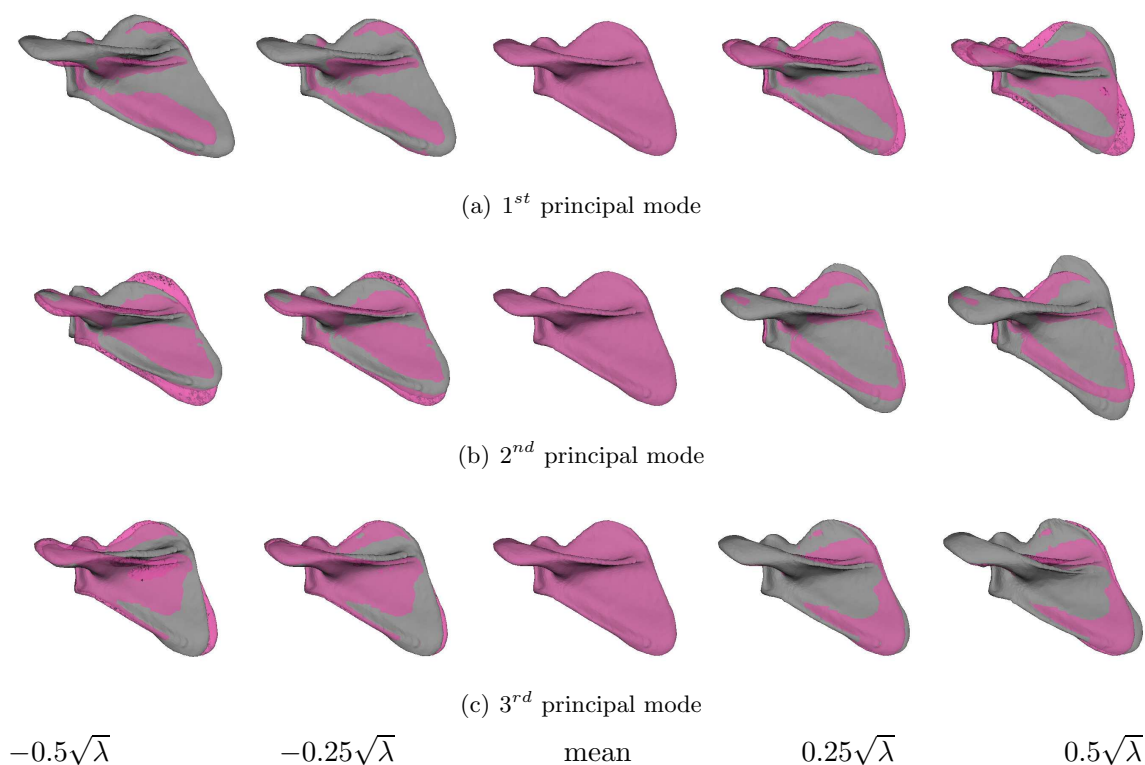 (a) 1st principal mode
(b) 2nd principal mode
(c) 3rd principal mode
−0.5√λ −0.25√λ mean 0.25√λ 0.5√λ